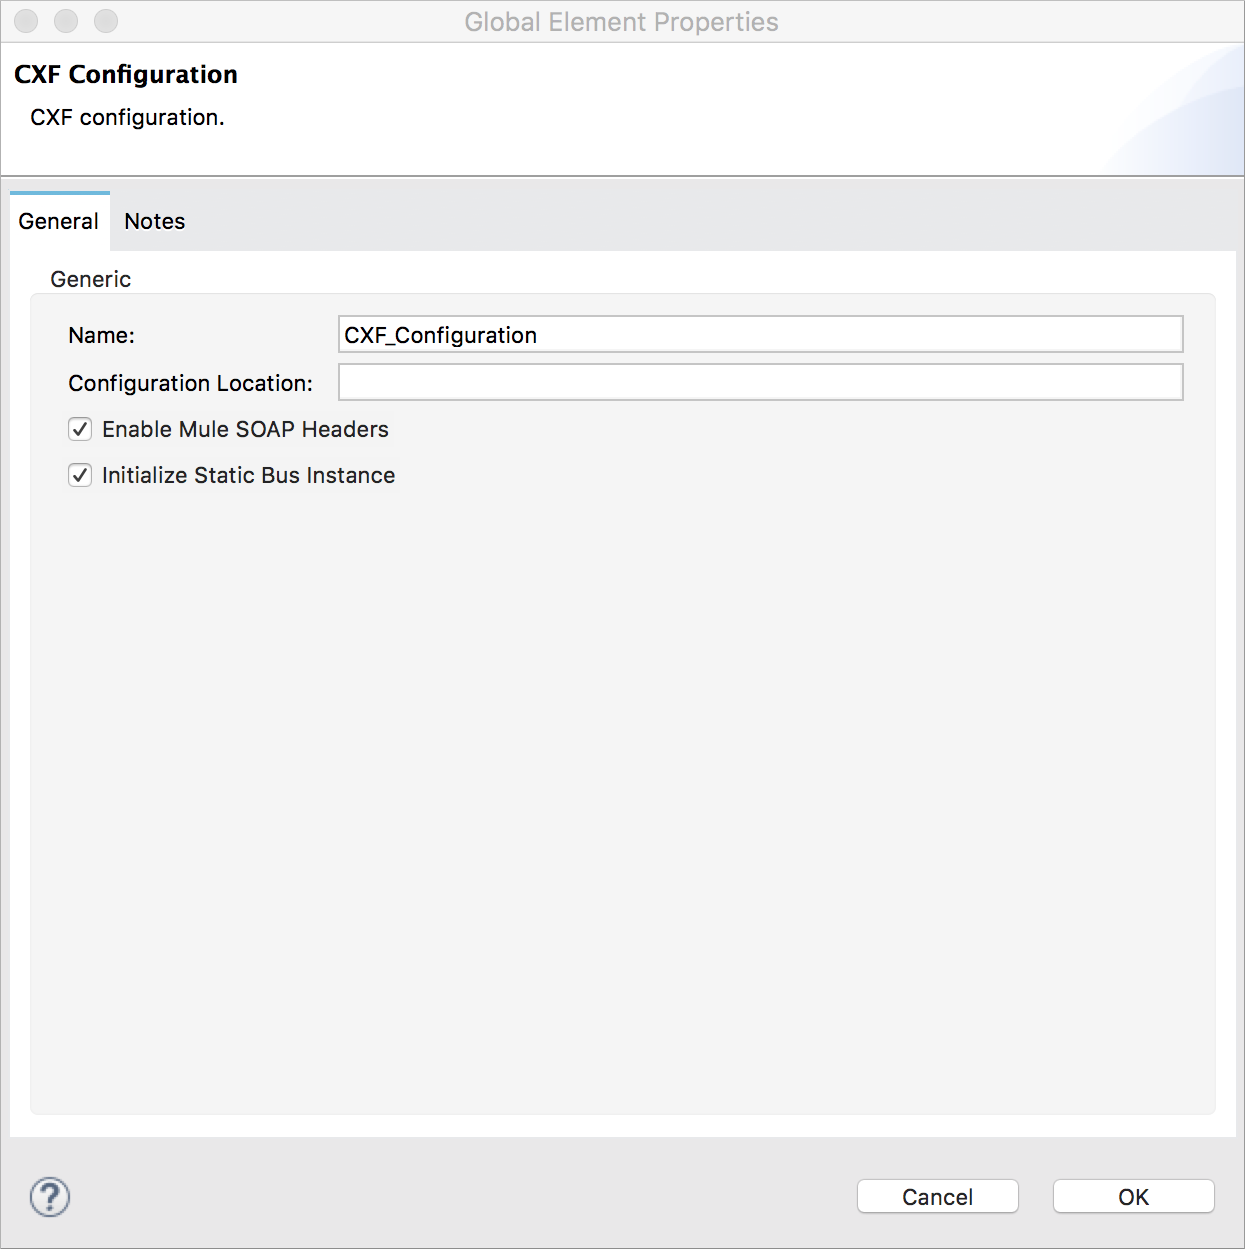 Global Element Properties
CXF Configuration
CXF configuration.
General Notes
Generic
Name: CXF_Configuration
Configuration Location:
Enable Mule SOAP Headers
Initialize Static Bus Instance
? Cancel OK